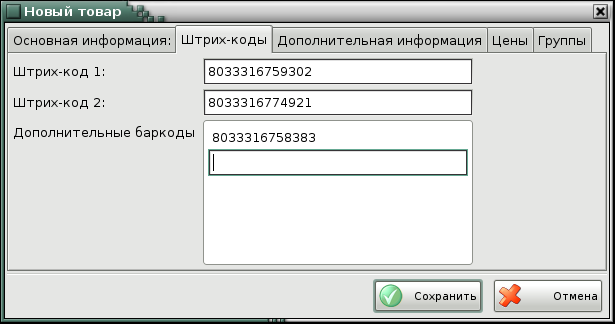 Новый товар
Основная информация: Штрих-коды Дополнительная информация Цены Группы
Штрих-код 1: 8033316759302
Штрих-код 2: 8033316774921
Дополнительные баркоды 8033316758383
Сохранить Отмена